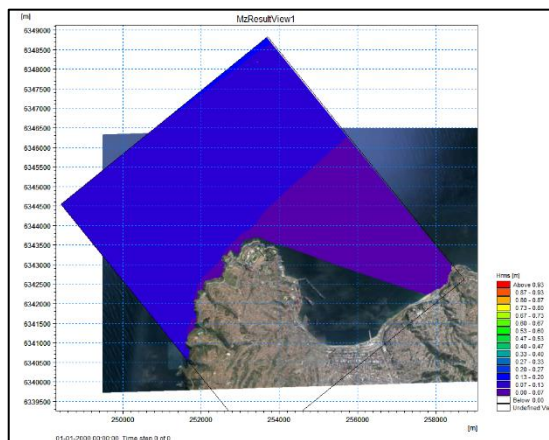 MzResultView1
[m]
6349000
6348500
6348000
6347500
6347000
6346500
6346000
6345500
6345000
6344500
6344000
6343500
6343000
6342500
6342000
6341500
6341000
6340500
6340000
6339500
250000
252000
254000
256000
258000
[m]
Hrms [m]
Above 0.93
0.87 - 0.93
0.80 - 0.87
0.73 - 0.80
0.67 - 0.73
0.60 - 0.67
0.53 - 0.60
0.47 - 0.53
0.40 - 0.47
0.33 - 0.40
0.27 - 0.33
0.20 - 0.27
0.13 - 0.20
0.07 - 0.13
0.00 - 0.07
Below 0.00
Undefined Val
01-01-2000 00:00:00 Time step 0 of 0